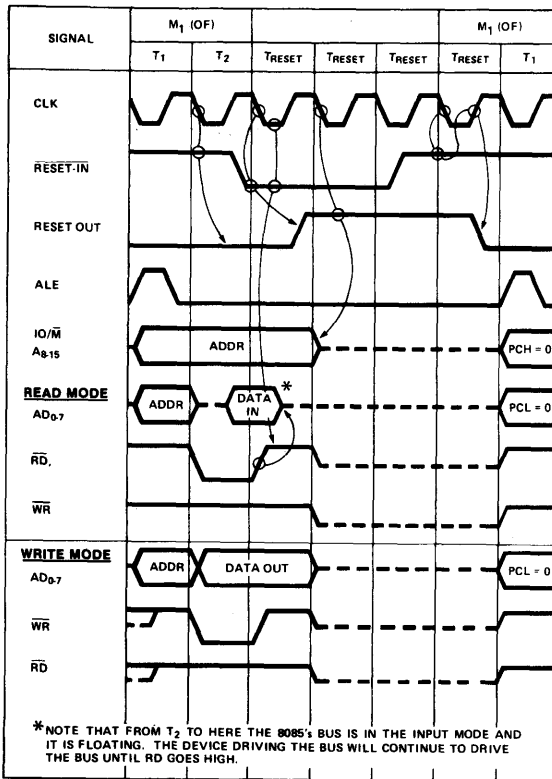 SIGNAL
M1 (OF)
M1 (OF)
T1 T2 TRESET TRESET TRESET TRESET T1
CLK
RESET-IN
RESET OUT
ALE
IO/M
A8-15
ADDR
PCH = 0
READ MODE
AD0-7
ADDR
DATA IN
*
PCL = 0
RD,
WR
WRITE MODE
AD0-7
ADDR
DATA OUT
PCL = 0
WR
RD
*NOTE THAT FROM T2 TO HERE THE 8085's BUS IS IN THE INPUT MODE AND
IT IS FLOATING. THE DEVICE DRIVING THE BUS WILL CONTINUE TO DRIVE
THE BUS UNTIL RD GOES HIGH.